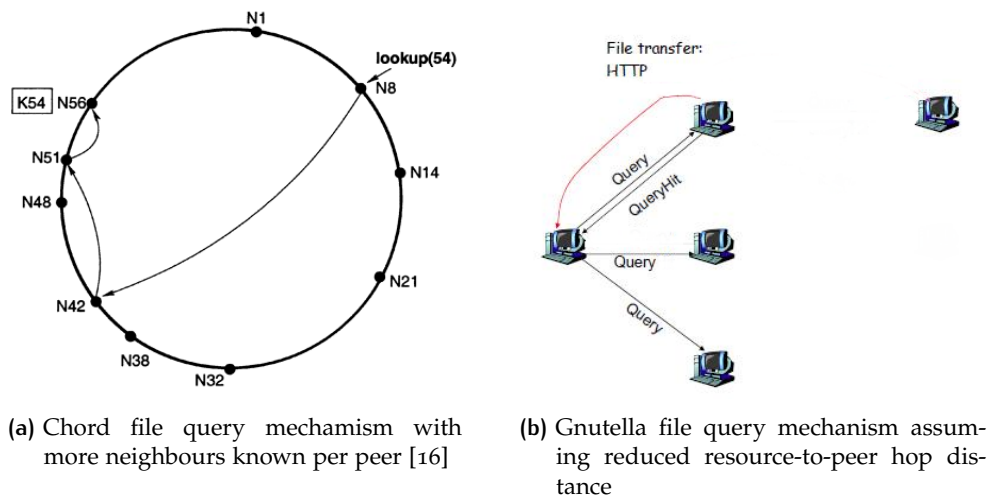 N1
lookup(54)
N8
K54
N56
N51
N14
N48
N21
N42
N38
N32
File transfer:
HTTP
Query
QueryHit
Query
Query
(a) Chord file query mechamism with
more neighbours known per peer [16]
(b) Gnutella file query mechanism assum-
ing reduced resource-to-peer hop dis-
tance